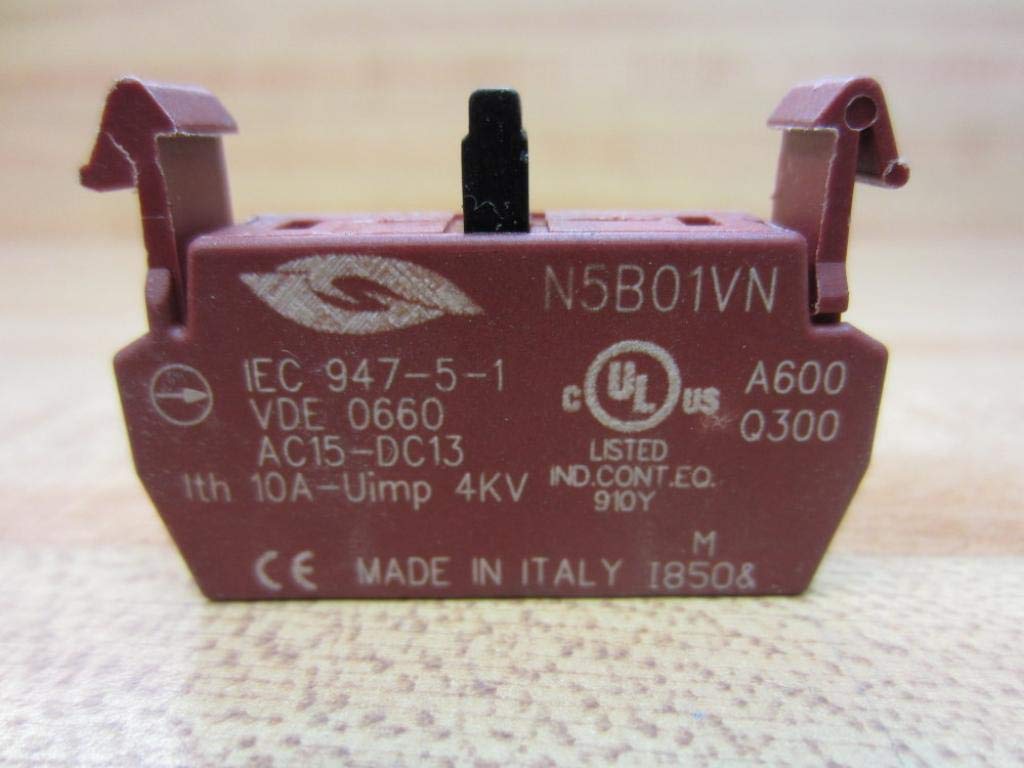 N5B01VN
IEC 947-5-1
VDE 0660
AC15-DC13
Ith 10A-Uimp 4KV
C UL US
LISTED
IND.CONT.EQ.
910Y
A600
Q300
CE MADE IN ITALY
M
I850&